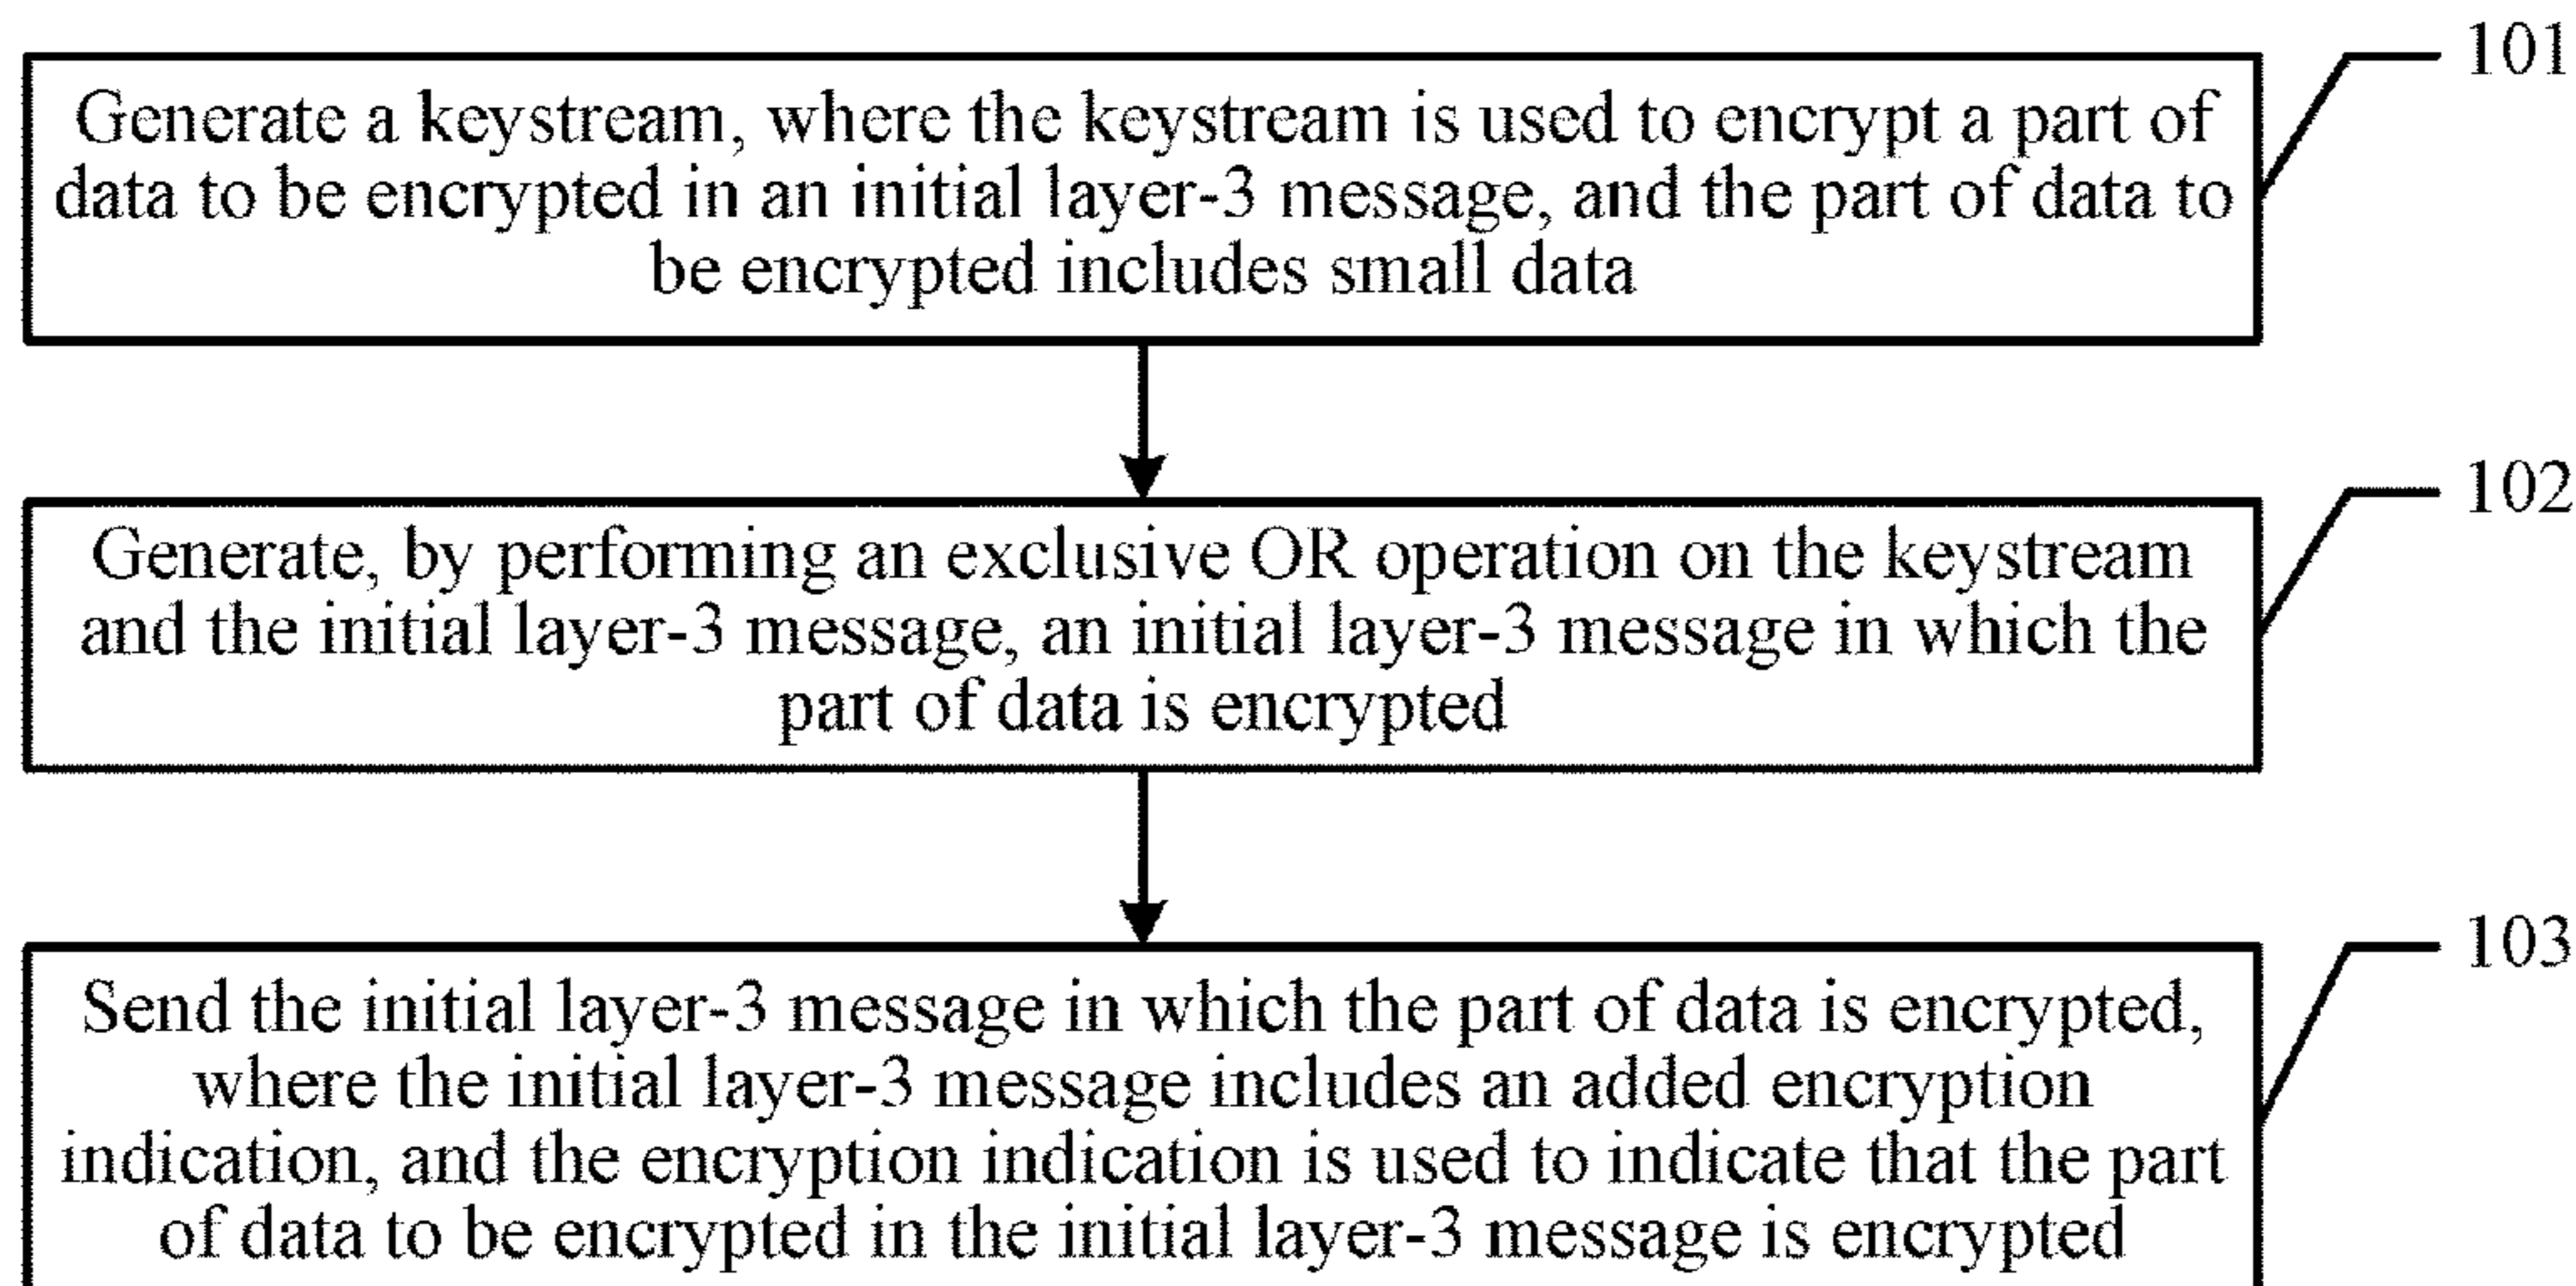 101
Generate a keystream, where the keystream is used to encrypt a part of
data to be encrypted in an initial layer-3 message, and the part of data to
be encrypted includes small data
102
Generate, by performing an exclusive OR operation on the keystream
and the initial layer-3 message, an initial layer-3 message in which the
part of data is encrypted
103
Send the initial layer-3 message in which the part of data is encrypted,
where the initial layer-3 message includes an added encryption
indication, and the encryption indication is used to indicate that the part
of data to be encrypted in the initial layer-3 message is encrypted